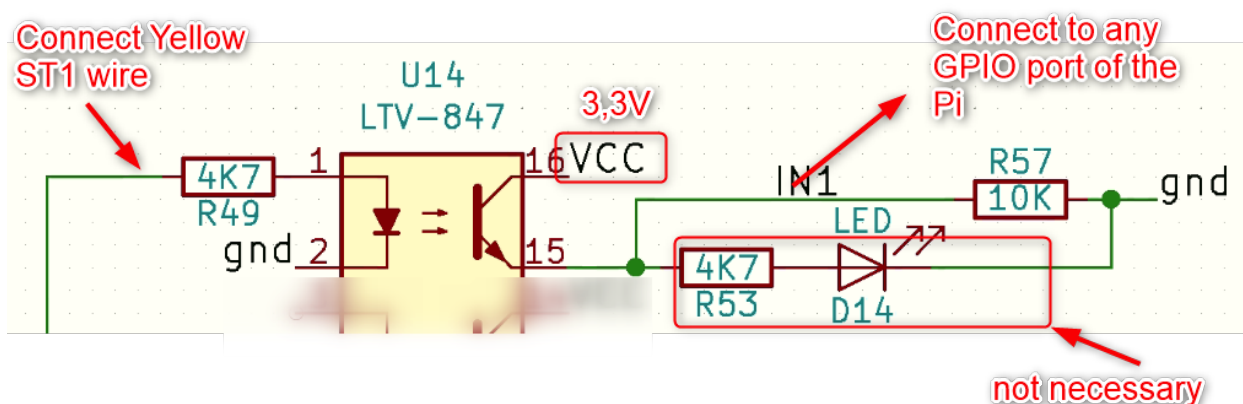 Connect Yellow
ST1 wire
U14
LTV-847
3,3V
Connect to any
GPIO port of the
Pi
1
4K7
R49
gnd
2
16
VCC
15
IN1
R57
10K
gnd
LED
4K7
R53
D14
not necessary